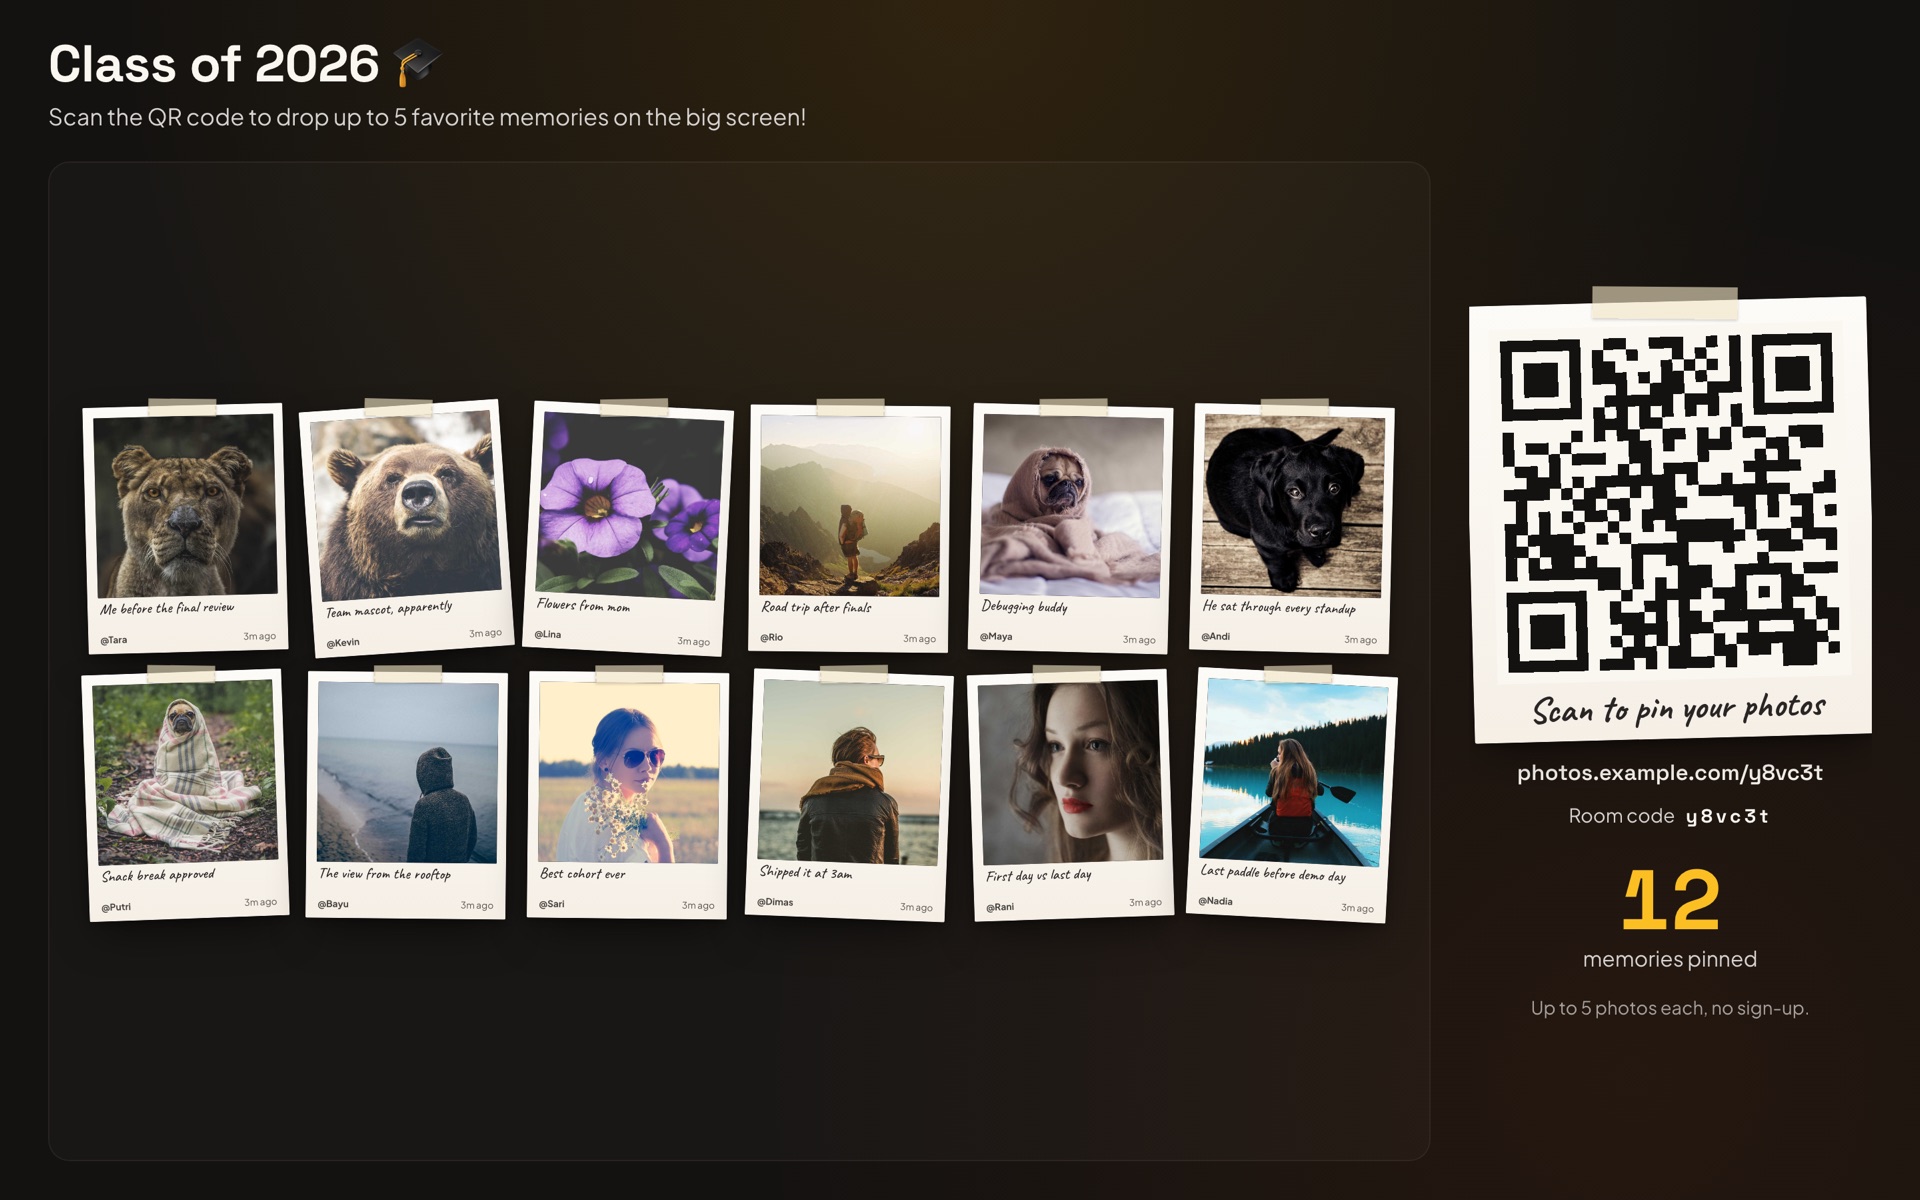 Class of 2026 🎓
Scan the QR code to drop up to 5 favorite memories on the big screen!
Me before the final review
@Tara 3m ago
Team mascot, apparently
@Kevin 3m ago
Flowers from mom
@Lina 3m ago
Road trip after finals
@Rio 3m ago
Debugging buddy
@Maya 3m ago
He sat through every standup
@Andi 3m ago
Snack break approved
@Putri 3m ago
The view from the rooftop
@Bayu 3m ago
Best cohort ever
@Sari 3m ago
Shipped it at 3am
@Dimas 3m ago
First day vs last day
@Rani 3m ago
Last paddle before demo day
@Nadia 3m ago
Scan to pin your photos
photos.example.com/y8vc3t
Room code y8vc3t
12
memories pinned
Up to 5 photos each, no sign-up.